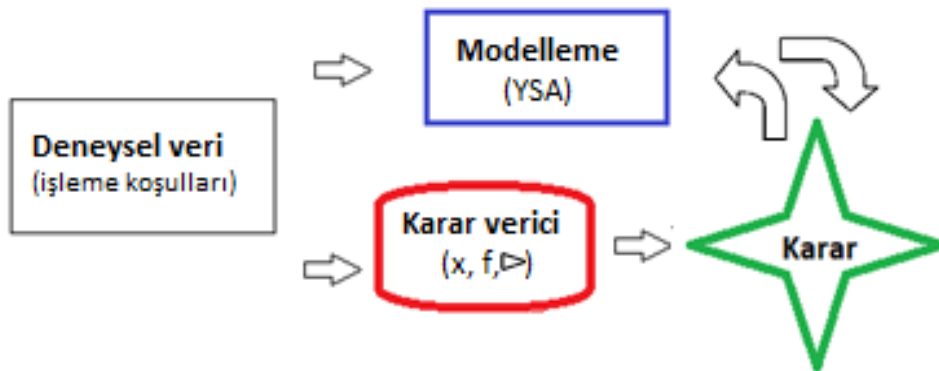 Deneysel veri
(işleme koşulları)
Modelleme
(YSA)
Karar verici
(x, f,⊳)
Karar